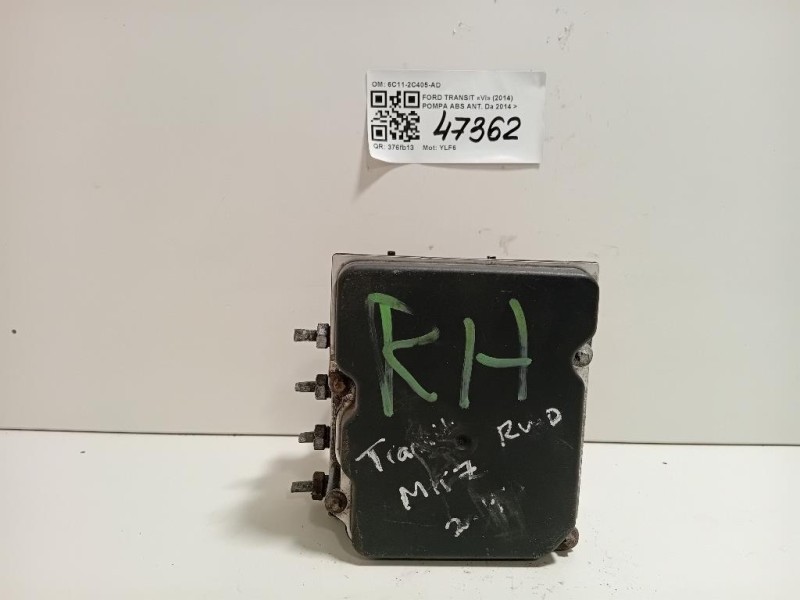 OM: 6C11-2C405-AD
FORD TRANSIT «VI» (2014)
POMPA ABS ANT. Da 2014 >
47362
QR: 376fb13 Mot: YLF6
RH
Transit RWD
MK7